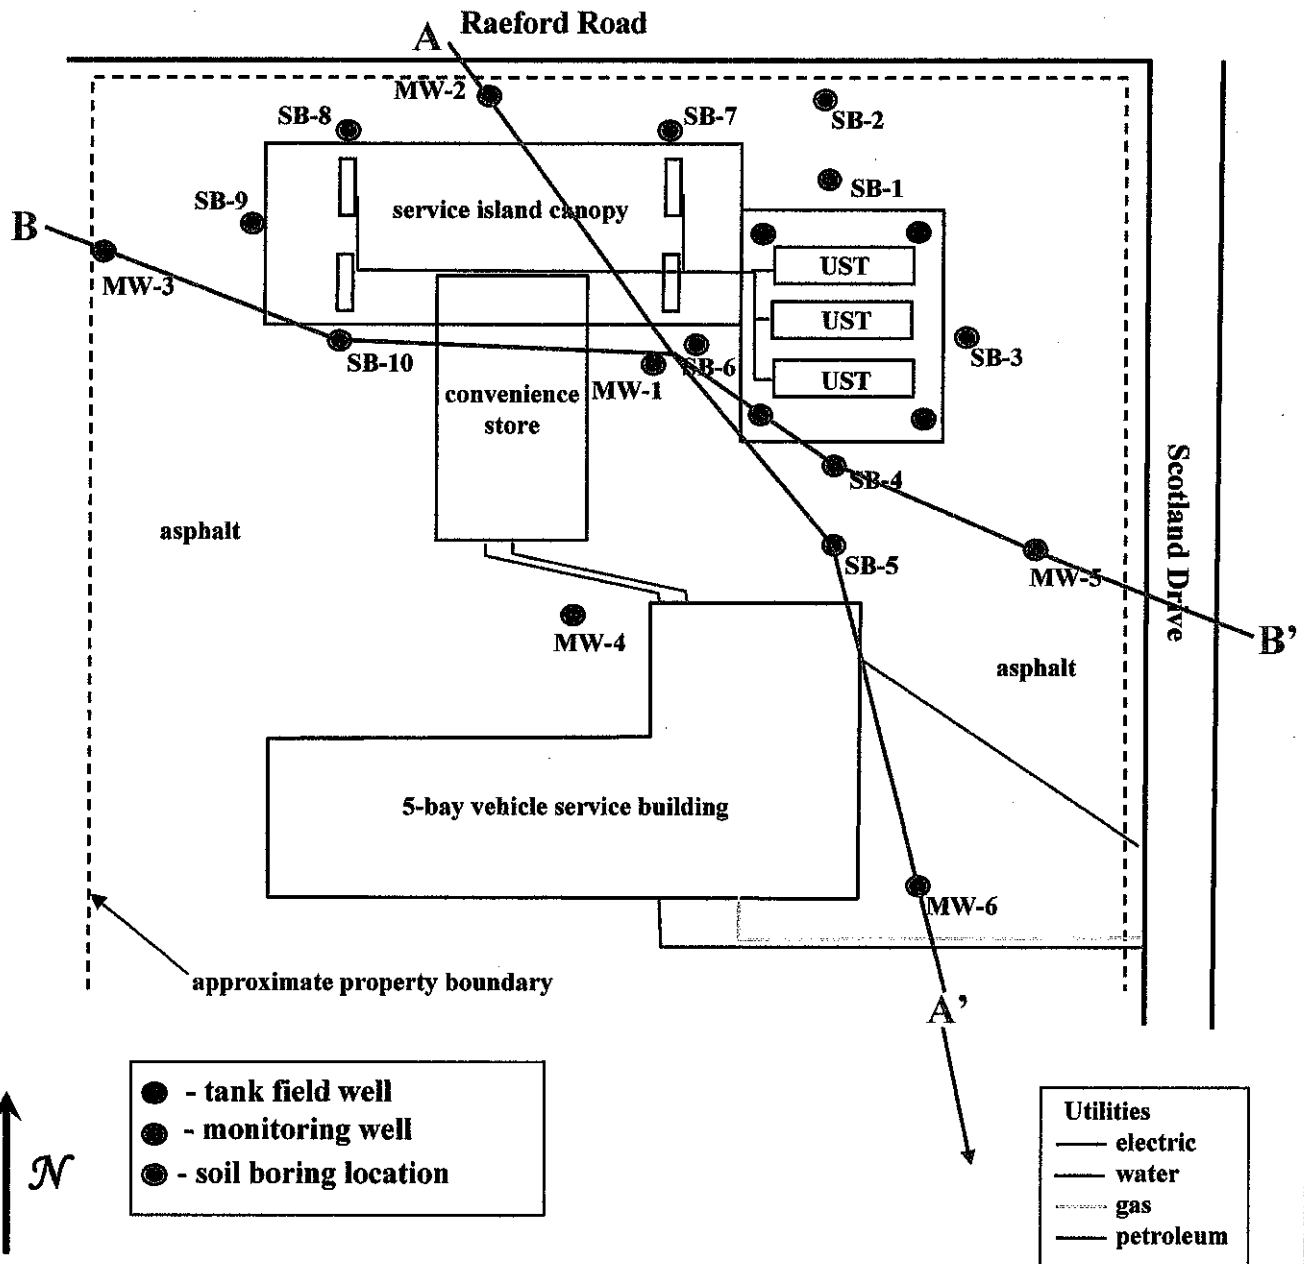 Raeford Road
A
MW-2
SB-2
SB-8
SB-7
SB-1
SB-9
service island canopy
B
MW-3
UST
UST
UST
SB-3
SB-10
SB-6
MW-1
convenience
store
SB-4
Scotland Drive
asphalt
SB-5
MW-5
MW-4
B’
asphalt
5-bay vehicle service building
MW-6
approximate property boundary
A’
- tank field well
- monitoring well
- soil boring location
N
Utilities
electric
water
gas
petroleum